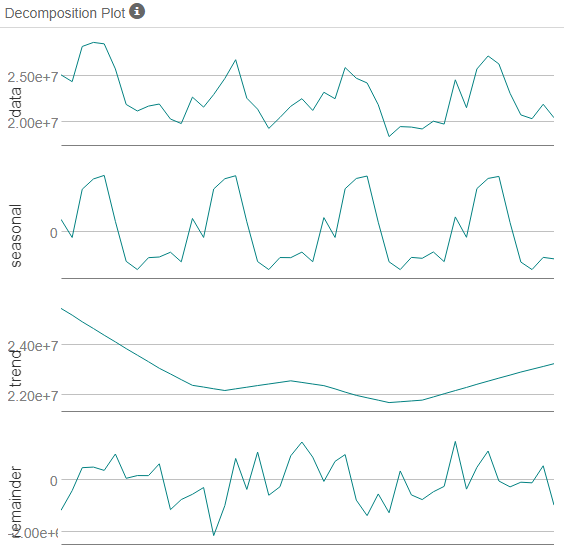 Decomposition Plot
2.50e+7
data
2.00e+7
seasonal
0
2.40e+7
trend
2.20e+7
0
remainder